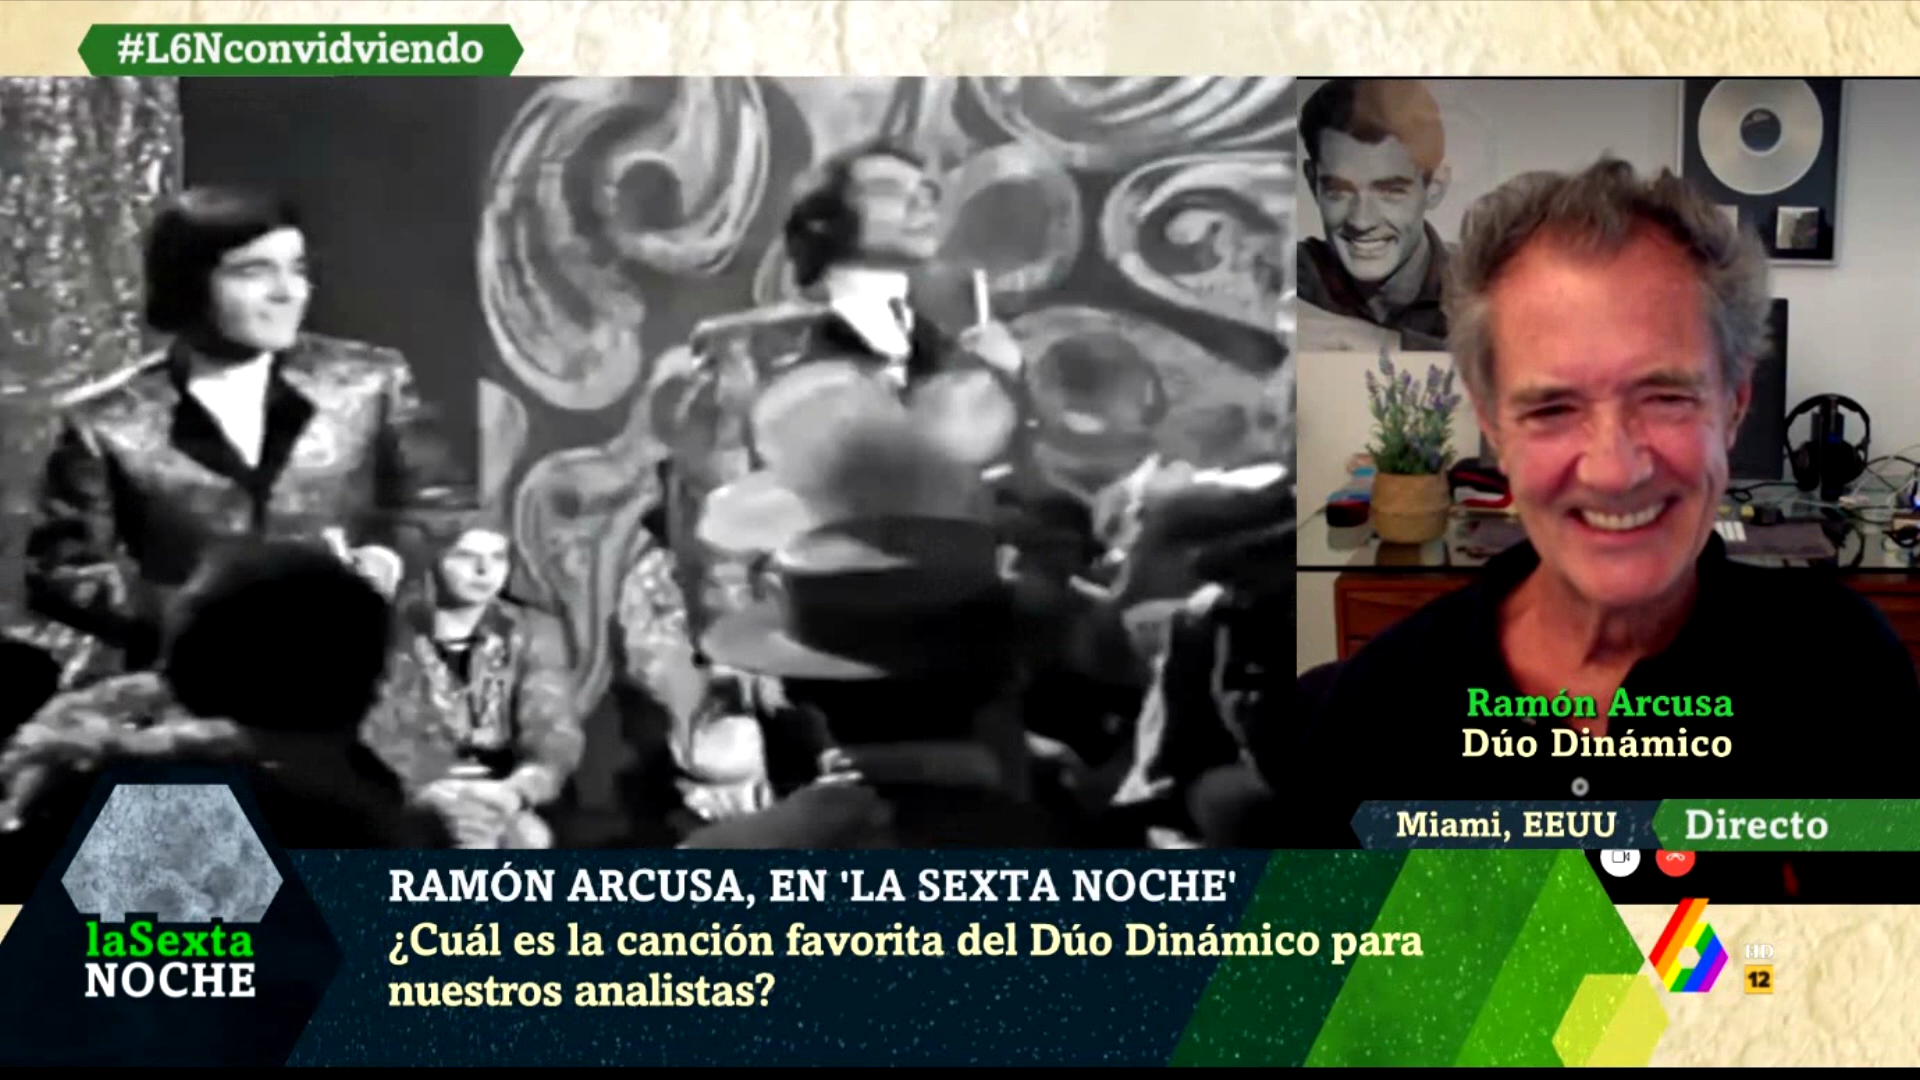 #L6Nconvidviendo
Ramón Arcusa
Dúo Dinámico
Miami, EEUU
Directo
RAMÓN ARCUSA, EN 'LA SEXTA NOCHE'
¿Cuál es la canción favorita del Dúo Dinámico para
nuestros analistas?
laSexta
NOCHE
HD
12